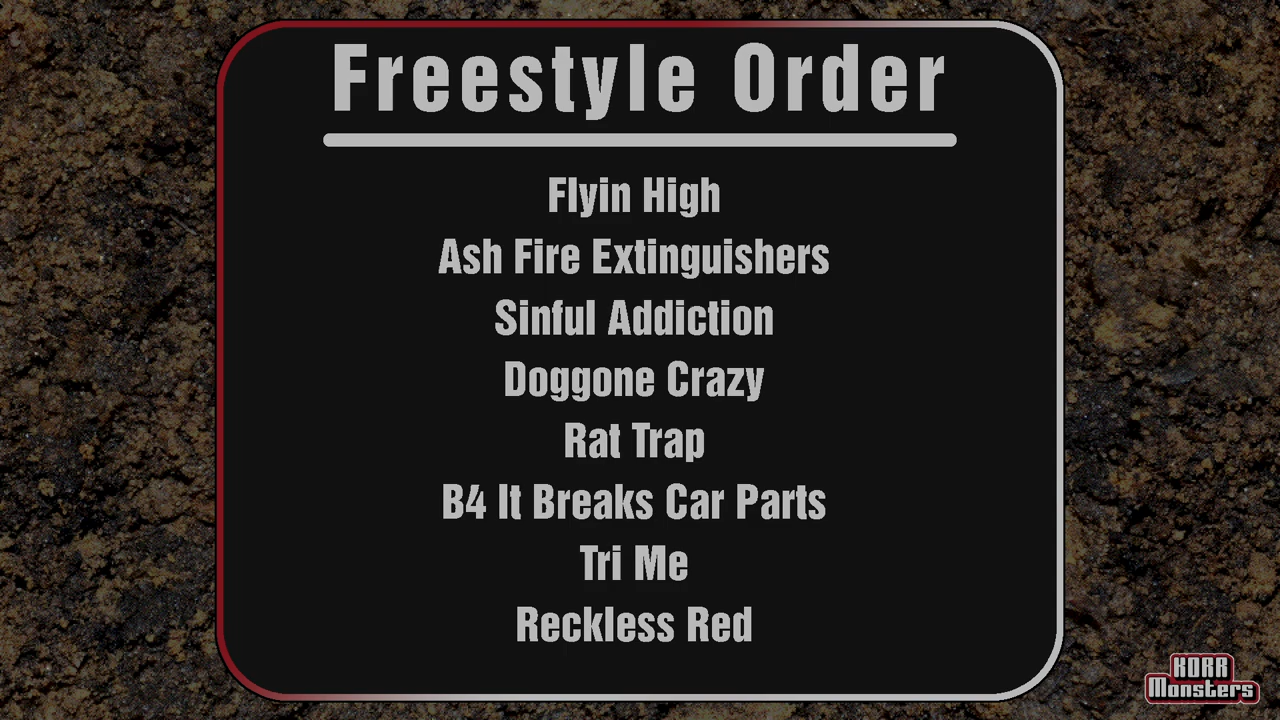 Freestyle Order
Flyin High
Ash Fire Extinguishers
Sinful Addiction
Doggone Crazy
Rat Trap
B4 It Breaks Car Parts
Tri Me
Reckless Red
KORR
Monsters